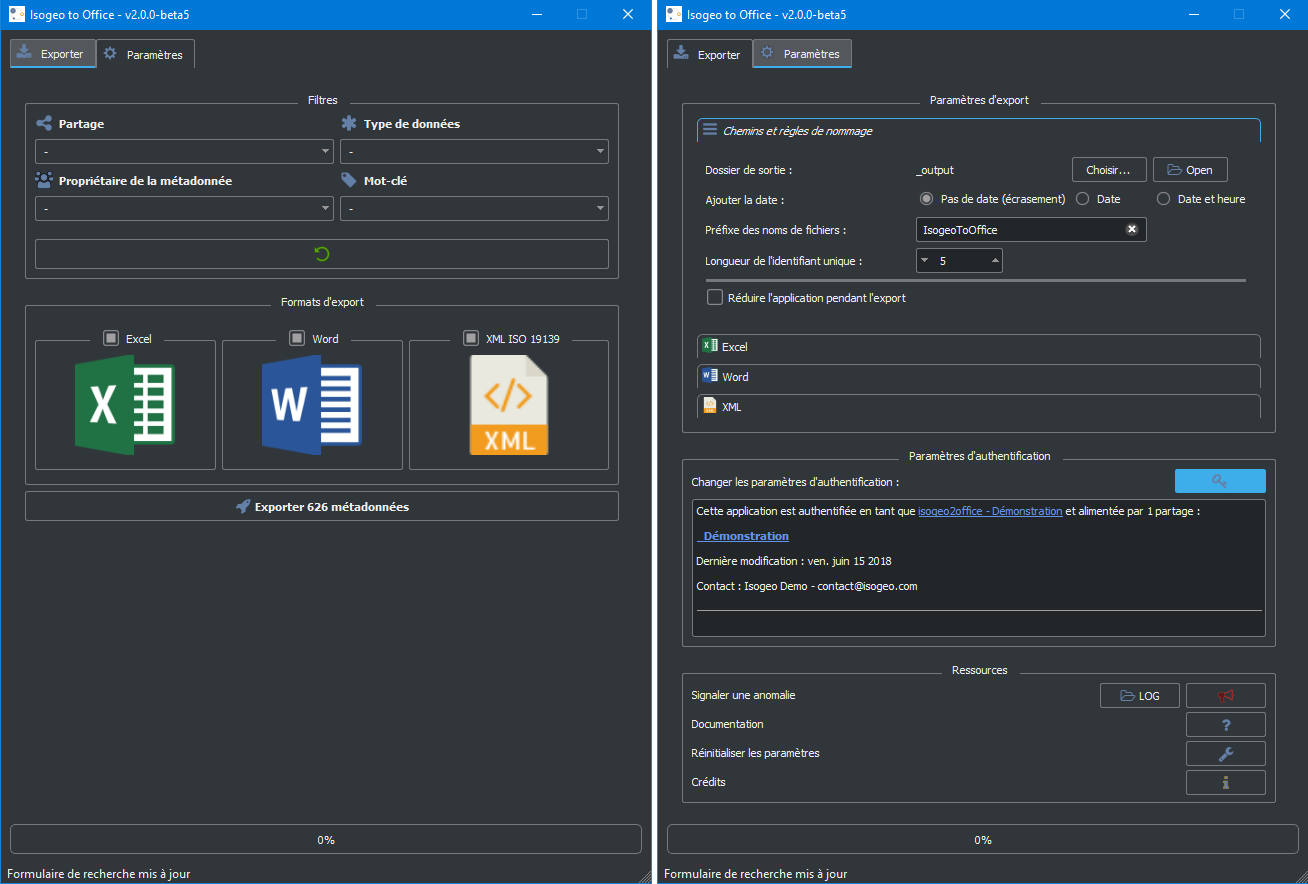 Isogeo to Office - v2.0.0-beta5
Exporter
Paramètres
Filtres
Partage
Type de données
-
-
Propriétaire de la métadonnée
Mot-clé
-
-
Formats d'export
Excel
Word
XML ISO 19139
X
W
</>
XML
Exporter 626 métadonnées
0%
Formulaire de recherche mis à jour
Isogeo to Office - v2.0.0-beta5
Exporter
Paramètres
Paramètres d'export
Chemins et règles de nommage
Dossier de sortie :
_output
Choisir...
Open
Ajouter la date :
Pas de date (écrasement)
Date
Date et heure
Préfixe des noms de fichiers :
IsogeoToOffice
Longueur de l'identifiant unique :
5
Réduire l'application pendant l'export
Excel
Word
XML
Paramètres d'authentification
Changer les paramètres d'authentification :
Cette application est authentifiée en tant que isogeo2office - Démonstration et alimentée par 1 partage :
Démonstration
Dernière modification : ven. juin 15 2018
Contact : Isogeo Demo - contact@isogeo.com
Ressources
Signaler une anomalie
LOG
Documentation
?
Réinitialiser les paramètres
Crédits
i
0%
Formulaire de recherche mis à jour